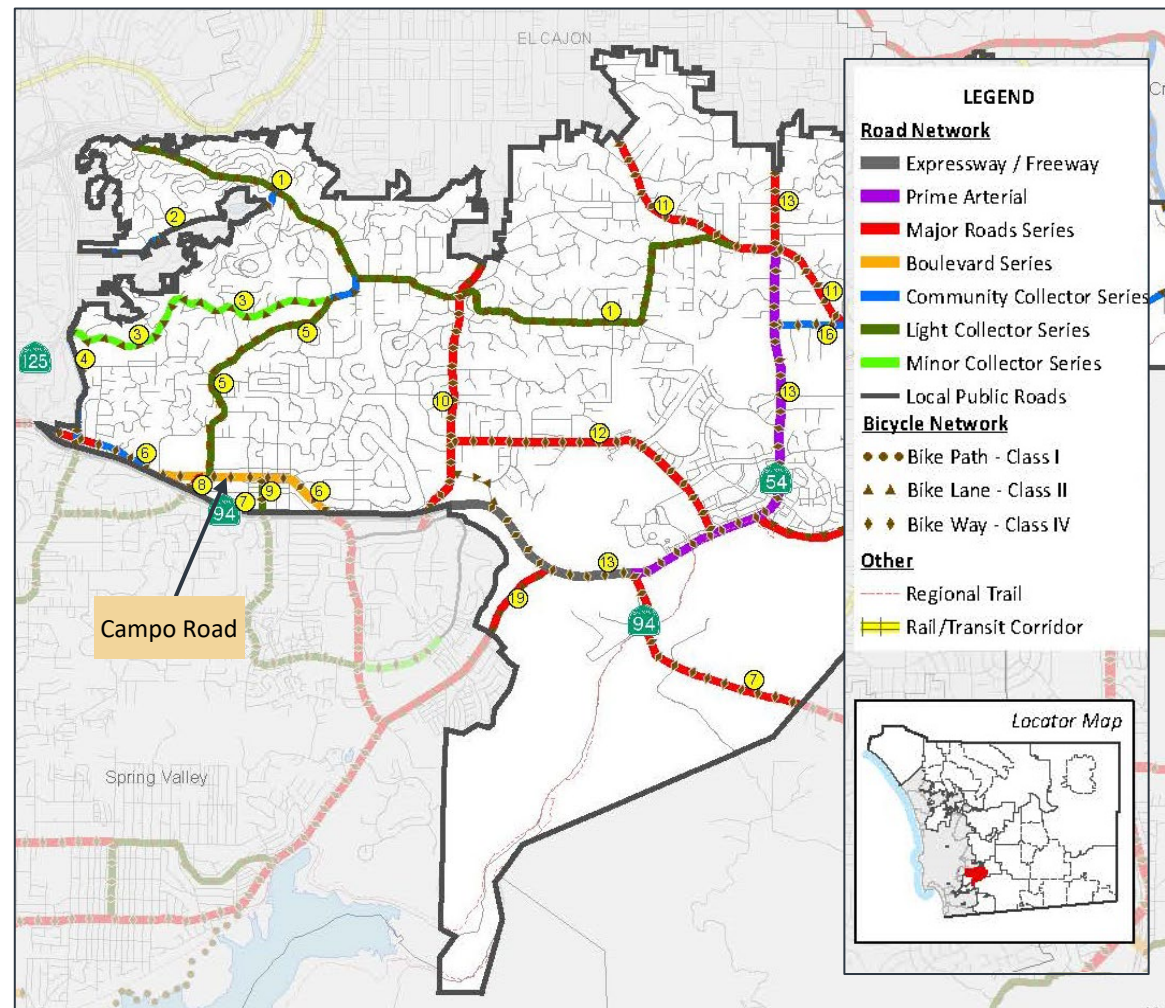 EL CAJON
Cr
LEGEND
Road Network
Expressway / Freeway
Prime Arterial
Major Roads Series
Boulevard Series
Community Collector Series
Light Collector Series
Minor Collector Series
Local Public Roads
Bicycle Network
Bike Path - Class I
Bike Lane - Class II
Bike Way - Class IV
Other
Regional Trail
Rail/Transit Corridor
Locator Map
1
2
3
3
4
5
5
125
6
8
9
6
7
94
Campo Road
10
11
13
11
1
16
13
12
54
13
19
94
7
Spring Valley